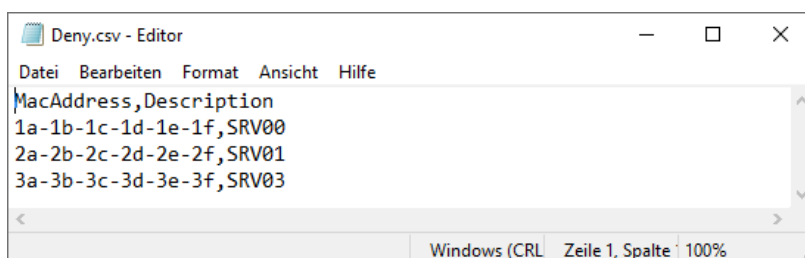 Deny.csv - Editor
Datei Bearbeiten Format Ansicht Hilfe
MacAddress,Description
1a-1b-1c-1d-1e-1f,SRV00
2a-2b-2c-2d-2e-2f,SRV01
3a-3b-3c-3d-3e-3f,SRV03
Windows (CRL Zeile 1, Spalte 100%